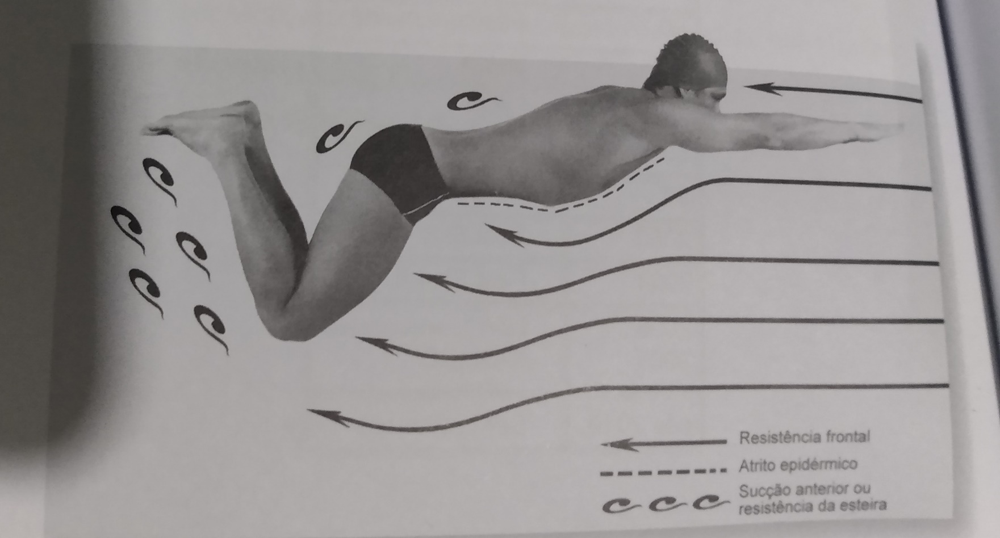 Resistência frontal
Atrito epidérmico
Sucção anterior ou
resistência da esteira